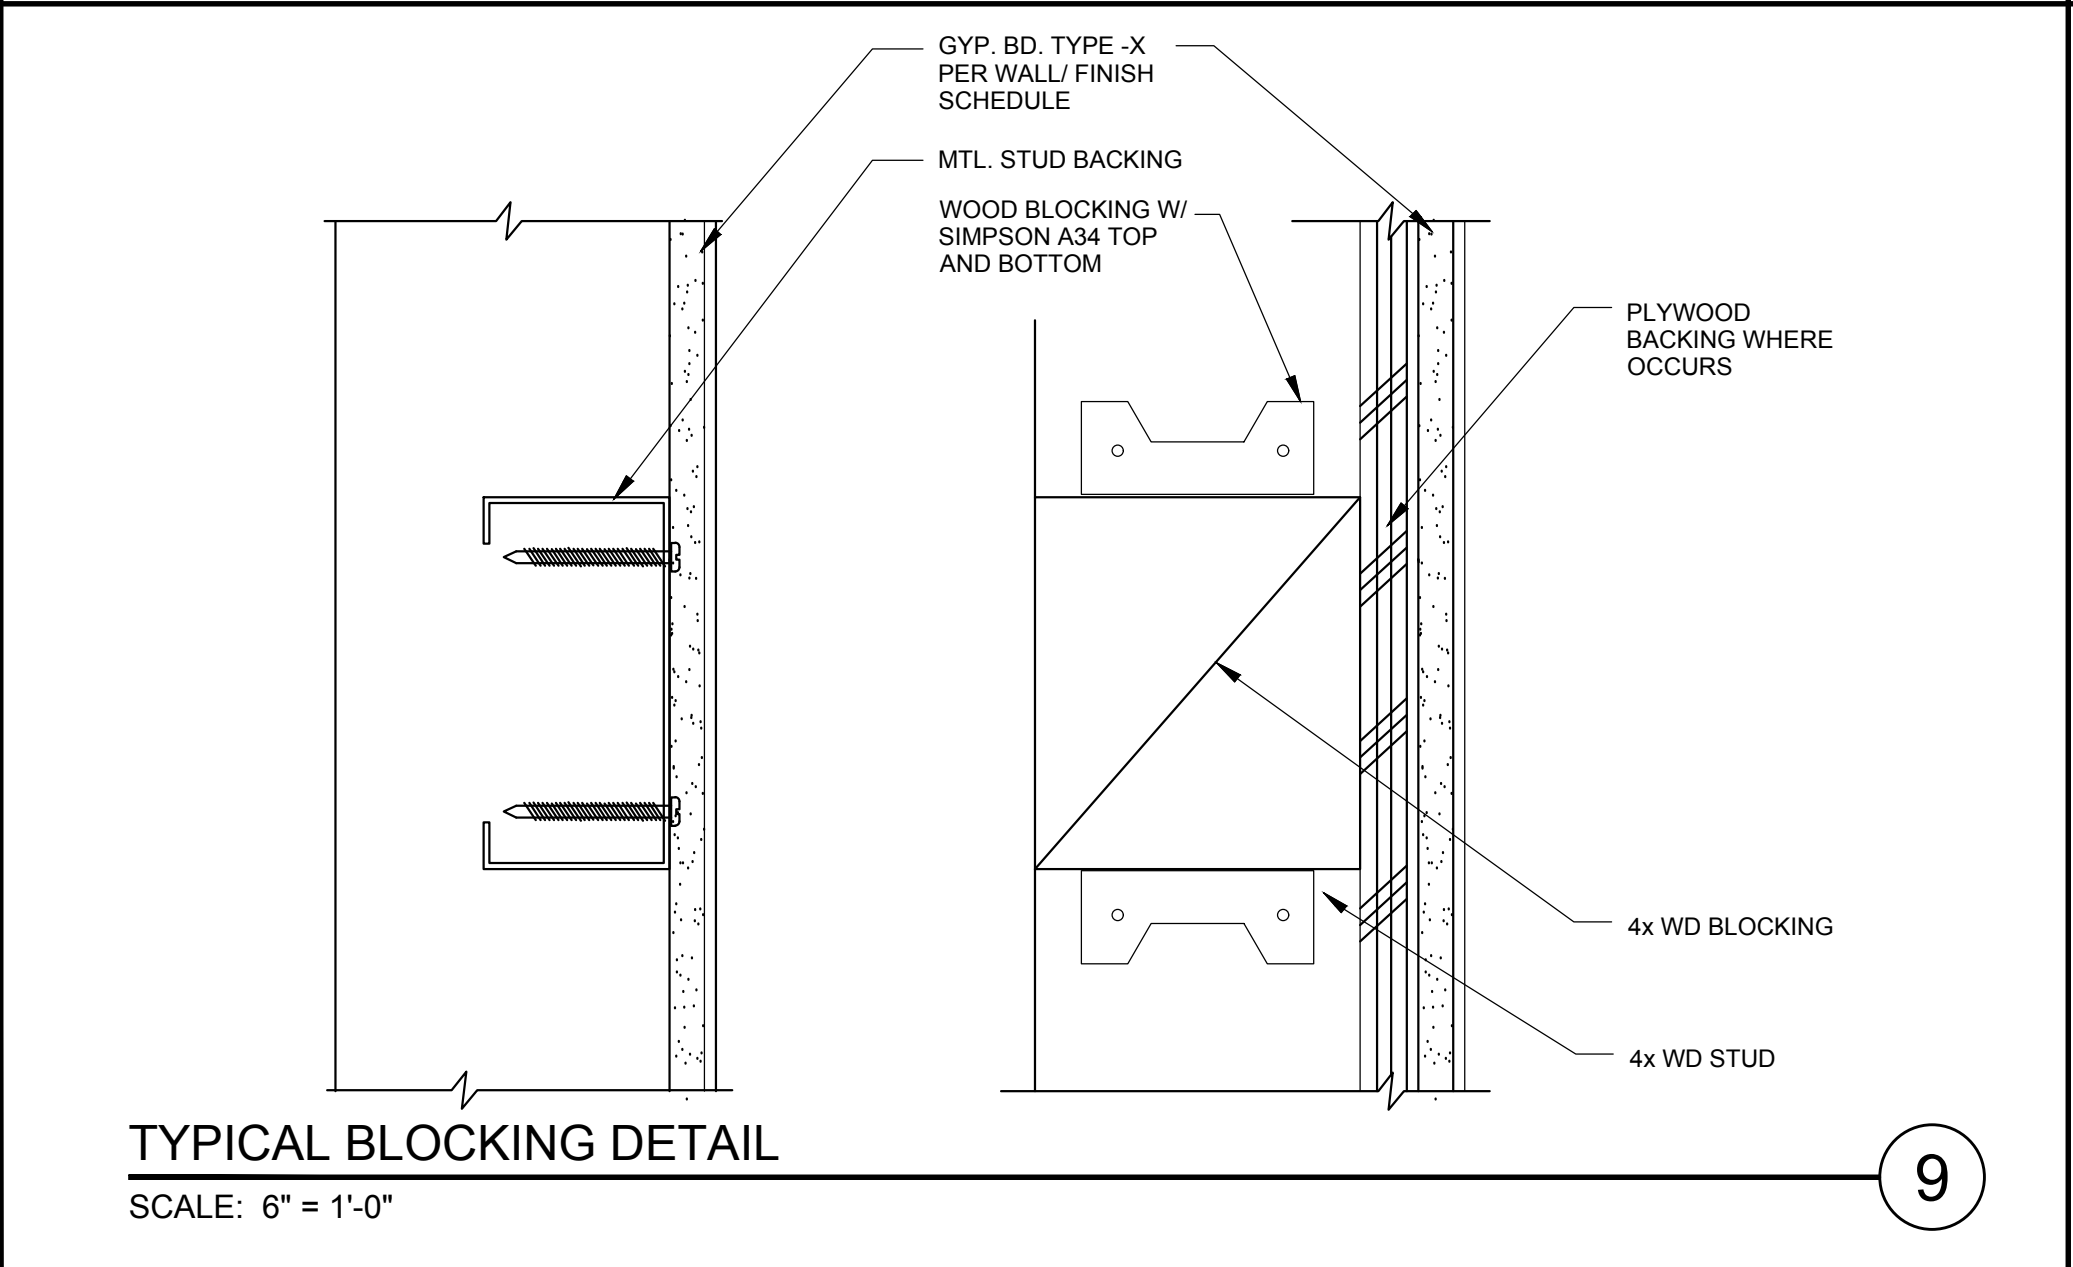 GYP. BD. TYPE -X
PER WALL/ FINISH
SCHEDULE
MTL. STUD BACKING
WOOD BLOCKING W/
SIMPSON A34 TOP
AND BOTTOM
PLYWOOD
BACKING WHERE
OCCURS
4x WD BLOCKING
4x WD STUD
TYPICAL BLOCKING DETAIL
SCALE: 6" = 1'-0"
9